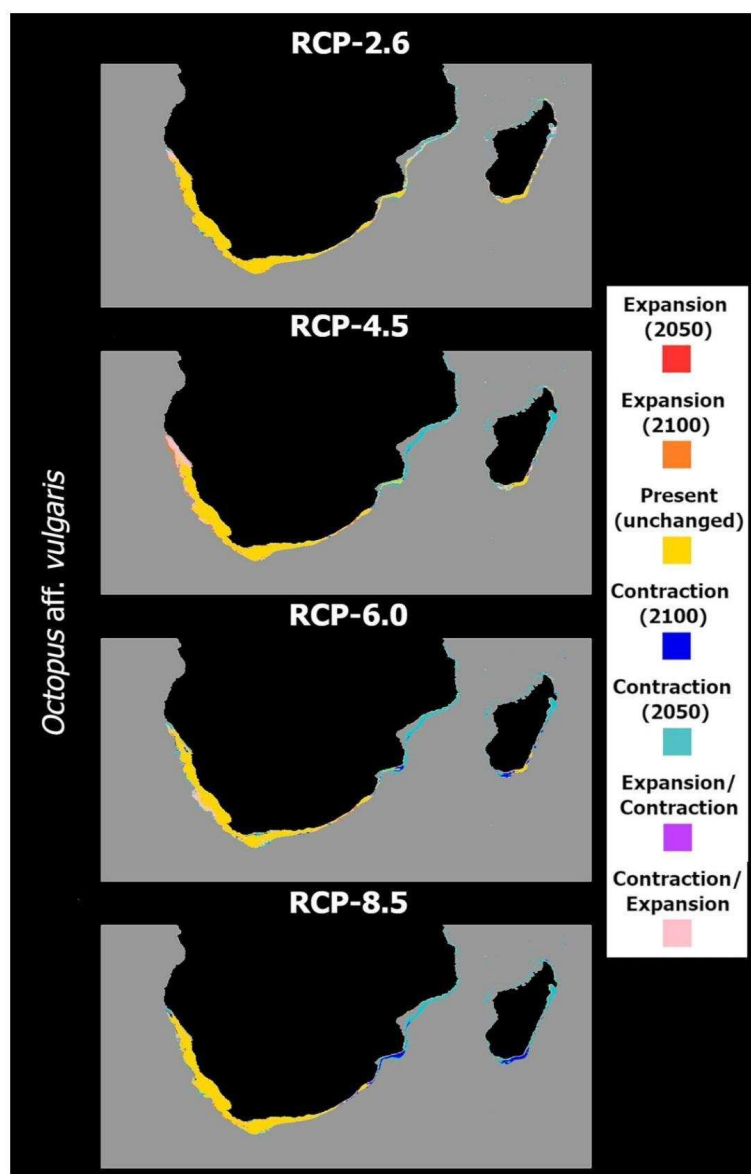 RCP-2.6
RCP-4.5
RCP-6.0
RCP-8.5
Octopus aff. vulgaris
Expansion
(2050)
Expansion
(2100)
Present
(unchanged)
Contraction
(2100)
Contraction
(2050)
Expansion/
Contraction
Contraction/
Expansion